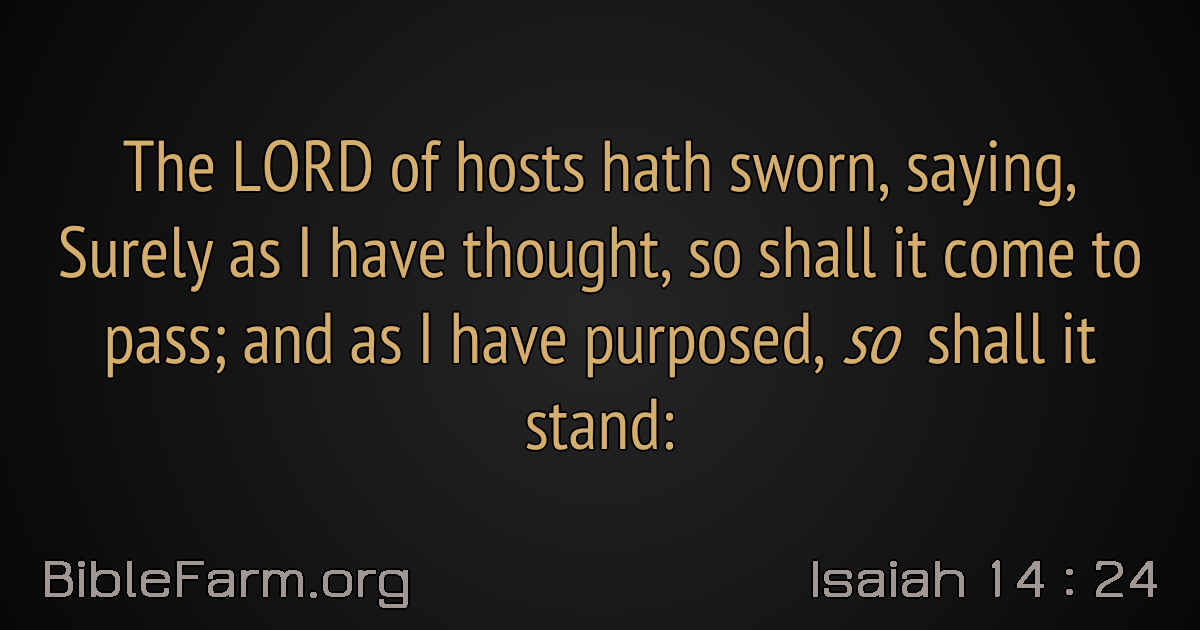 The LORD of hosts hath sworn, saying,
Surely as I have thought, so shall it come to
pass; and as I have purposed, so shall it
stand:
BibleFarm.org
Isaiah 14 : 24